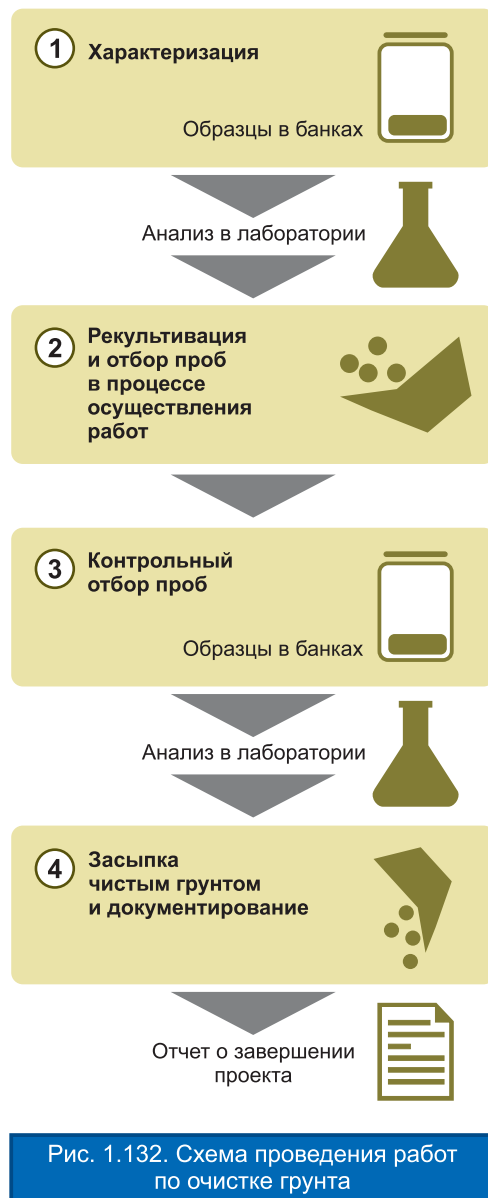 1 Характеризация
Образцы в банках
Анализ в лаборатории
2 Рекультивация
и отбор проб
в процессе
осуществления
работ
3 Контрольный
отбор проб
Образцы в банках
Анализ в лаборатории
4 Засыпка
чистым грунтом
и документирование
Отчет о завершении
проекта
Рис. 1.132. Схема проведения работ
по очистке грунта